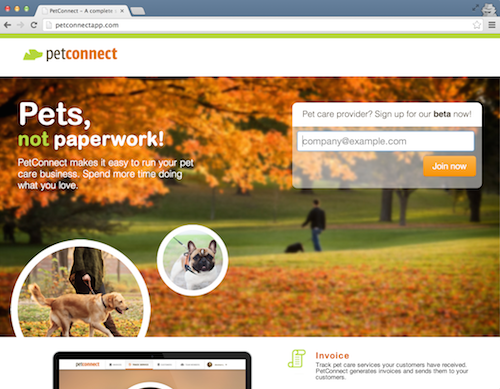 PetConnect – A complete
petconnectapp.com
petconnect
Pets,
not paperwork!
PetConnect makes it easy to run your pet
care business. Spend more time doing
what you love.
Pet care provider? Sign up for our beta now!
company@example.com
Join now
petconnect
Invoice
Track pet care services your customers have received.
PetConnect generates invoices and sends them to your
customers.